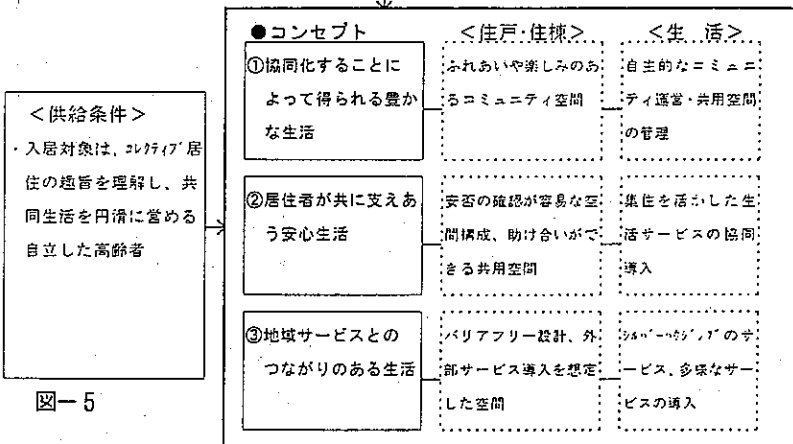 ●コンセプト
<住戸・住棟>
<生 活>
<供給条件>
・入居対象は、ｺﾚｸﾃｨﾌﾞ居
住の趣旨を理解し、共
同生活を円滑に営める
自立した高齢者
①協同化することに
よって得られる豊か
な生活
ふれあいや楽しみのあ
るコミュニティ空間
自主的なコミュニ
ティ運営・共用空間
の管理
②居住者が共に支えあ
う安心生活
安否の確認が容易な空
間構成、助け合いがで
きる共用空間
集住を活かした生
活サービスの協同
導入
③地域サービスとの
つながりのある生活
バリアフリー設計、外
部サービス導入を想定
した空間
ｼﾙﾊﾞｰﾊｳｼﾞﾝｸﾞのサ
ービス、多様なサー
ビスの導入
図－5